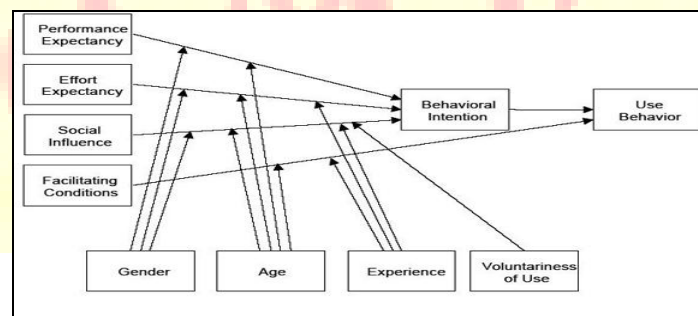 Performance
Expectancy
Effort
Expectancy
Social
Influence
Facilitating
Conditions
Behavioral
Intention
Use
Behavior
Gender
Age
Experience
Voluntariness
of Use